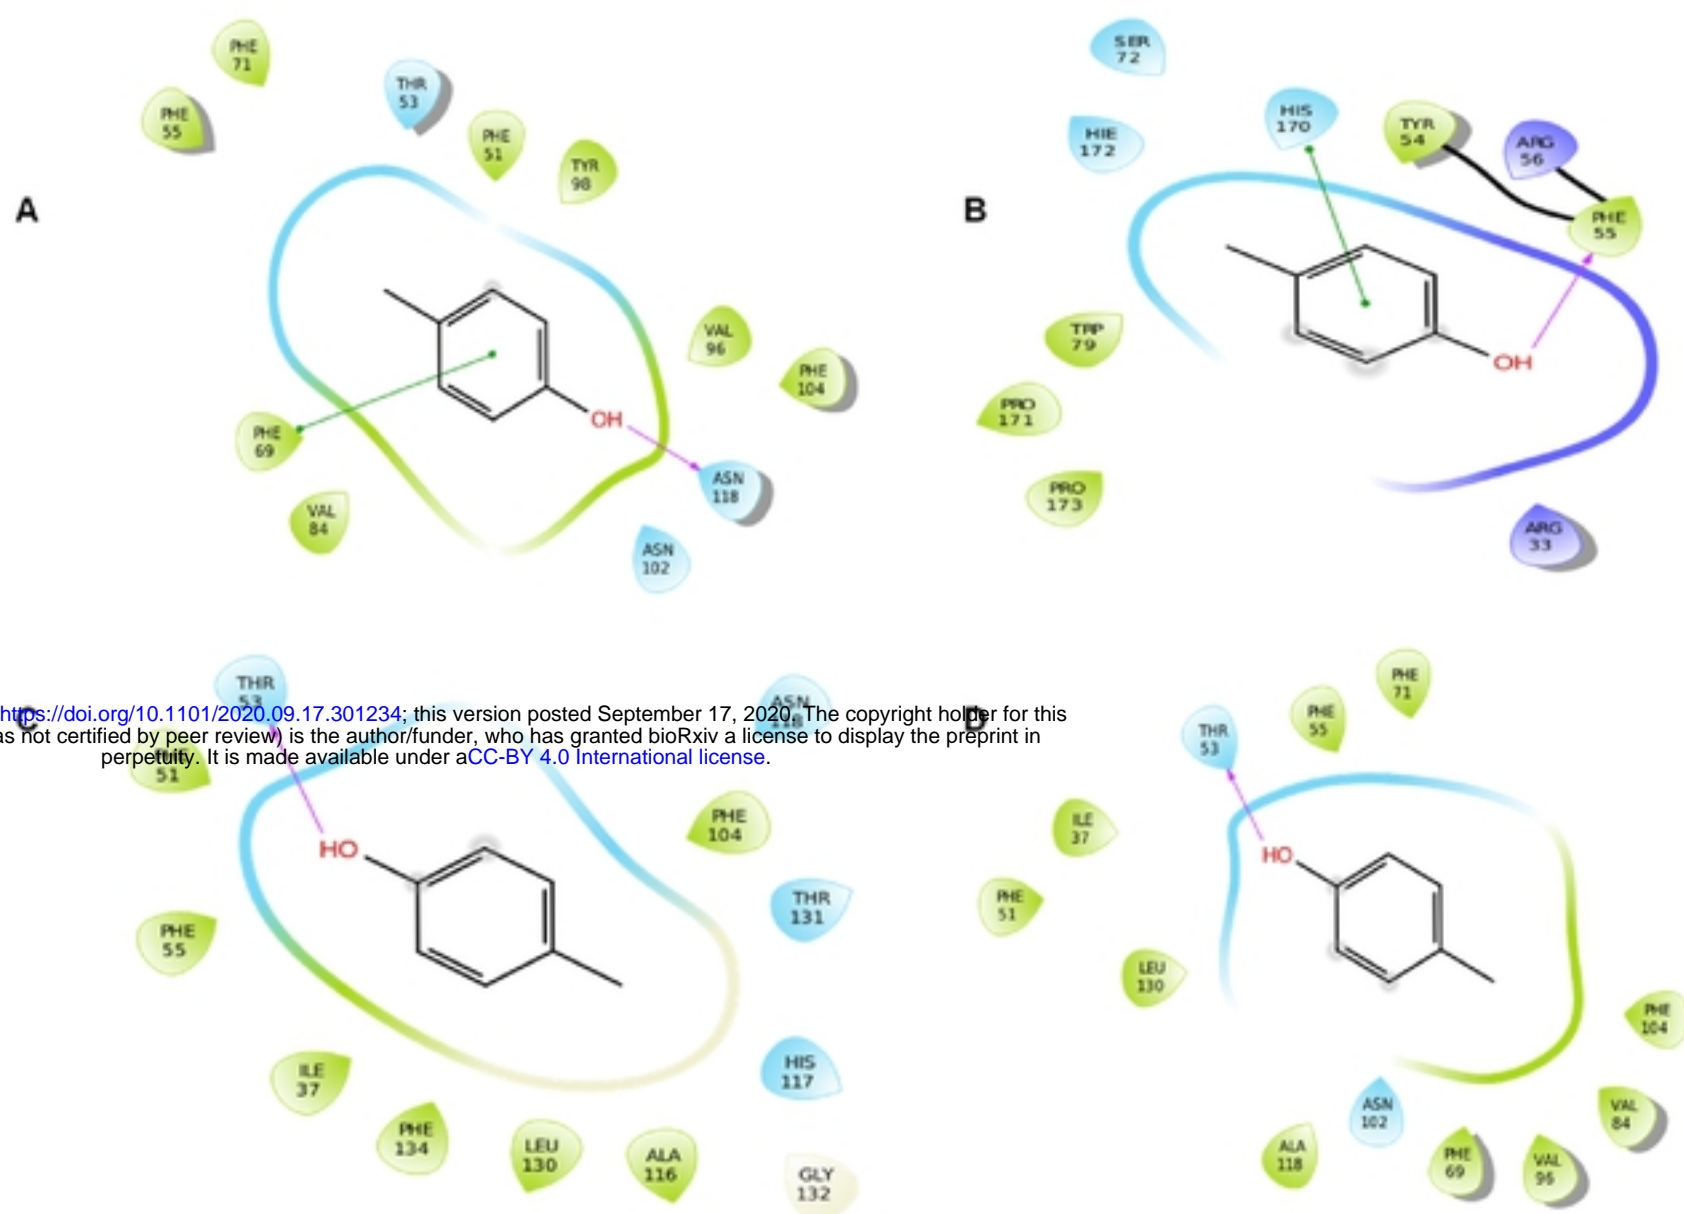 PHE
71
THR
53
PHE
55
PHE
51
TYR
98
A
VAL
96
PHE
104
OH
PHE
69
ASN
118
VAL
84
ASN
102
SER
72
HIS
170
TYR
54
HIE
172
ARG
56
B
PHE
55
TRP
79
OH
PRO
171
PRO
173
ARG
33
THR
53
ASN
118
C
https://doi.org/10.1101/2020.09.17.301234; this version posted September 17, 2020. The copyright holder for this
as not certified by peer review) is the author/funder, who has granted bioRxiv a license to display the preprint in
perpetuity. It is made available under aCC-BY 4.0 International license.
51
PHE
104
HO
THR
131
PHE
55
HIS
117
ILE
37
PHE
134
LEU
130
ALA
116
GLY
132
D
PHE
71
PHE
55
THR
53
ILE
37
HO
PHE
51
LEU
130
PHE
104
ASN
102
VAL
84
ALA
118
PHE
69
VAL
96